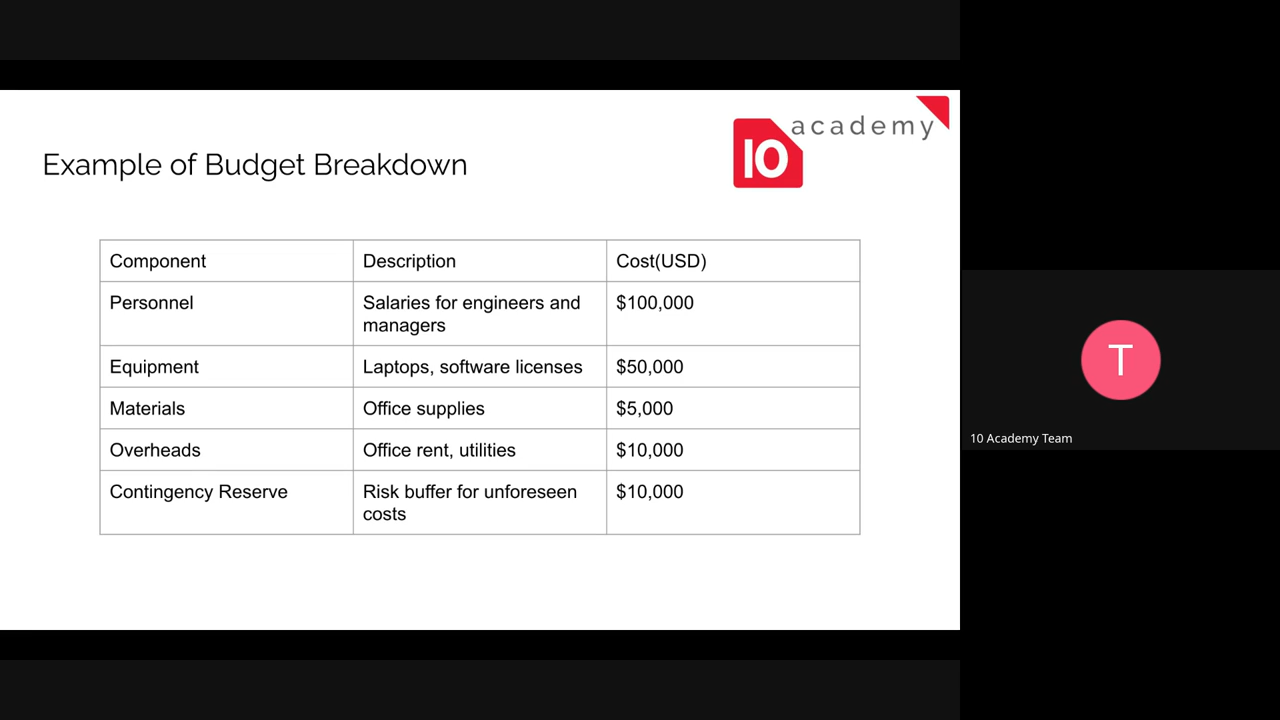 academy
10
Example of Budget Breakdown
Component Description Cost(USD)
Personnel Salaries for engineers and $100,000
managers
Equipment Laptops, software licenses $50,000
Materials Office supplies $5,000
Overheads Office rent, utilities $10,000
Contingency Reserve Risk buffer for unforeseen $10,000
costs
T
10 Academy Team